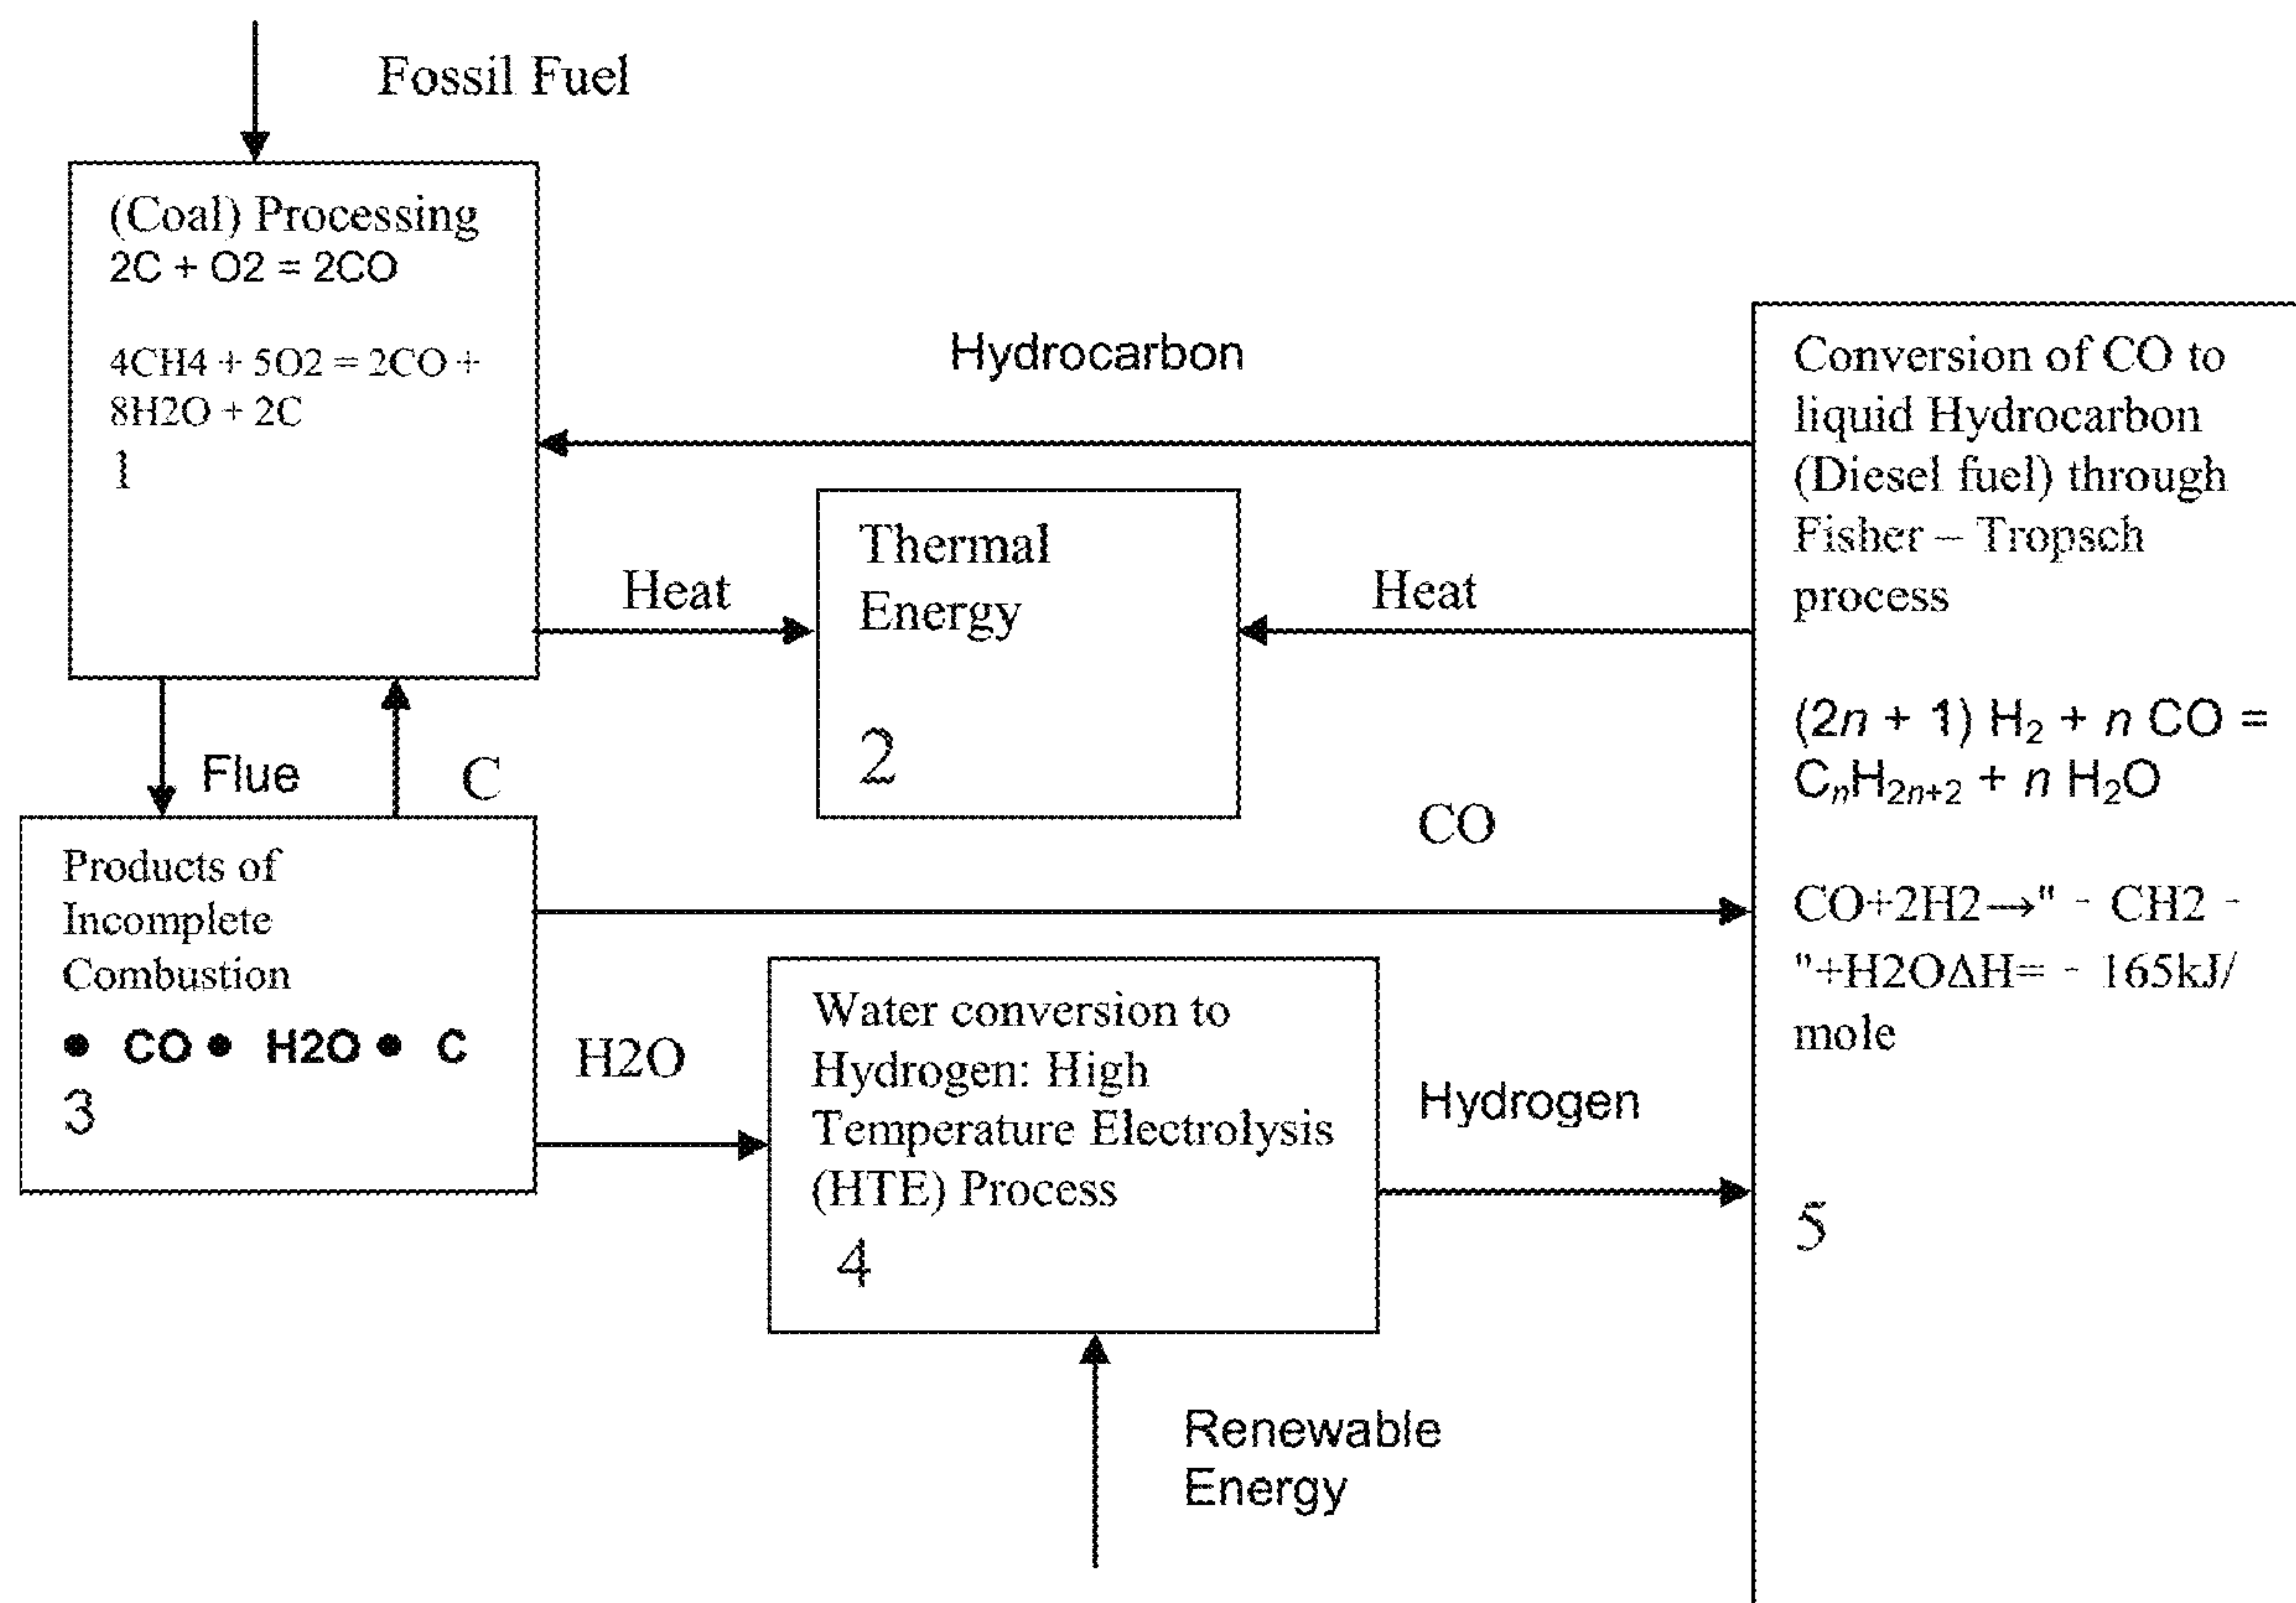 Fossil Fuel
(Coal) Processing
2C + O2 = 2CO
4CH4 + 5O2 = 2CO +
8H2O + 2C
1
Hydrocarbon
Heat
Thermal
Energy
2
Heat
Conversion of CO to
liquid Hydrocarbon
(Diesel fuel) through
Fisher – Tropsch
process
(2n + 1) H₂ + n CO =
CₙH₂ₙ₊₂ + n H₂O
CO+2H2→" - CH2 -
"+H2OΔH= - 165kJ/
mole
5
Flue
C
CO
Products of
Incomplete
Combustion
● CO ● H2O ● C
3
H2O
Water conversion to
Hydrogen: High
Temperature Electrolysis
(HTE) Process
4
Hydrogen
Renewable
Energy